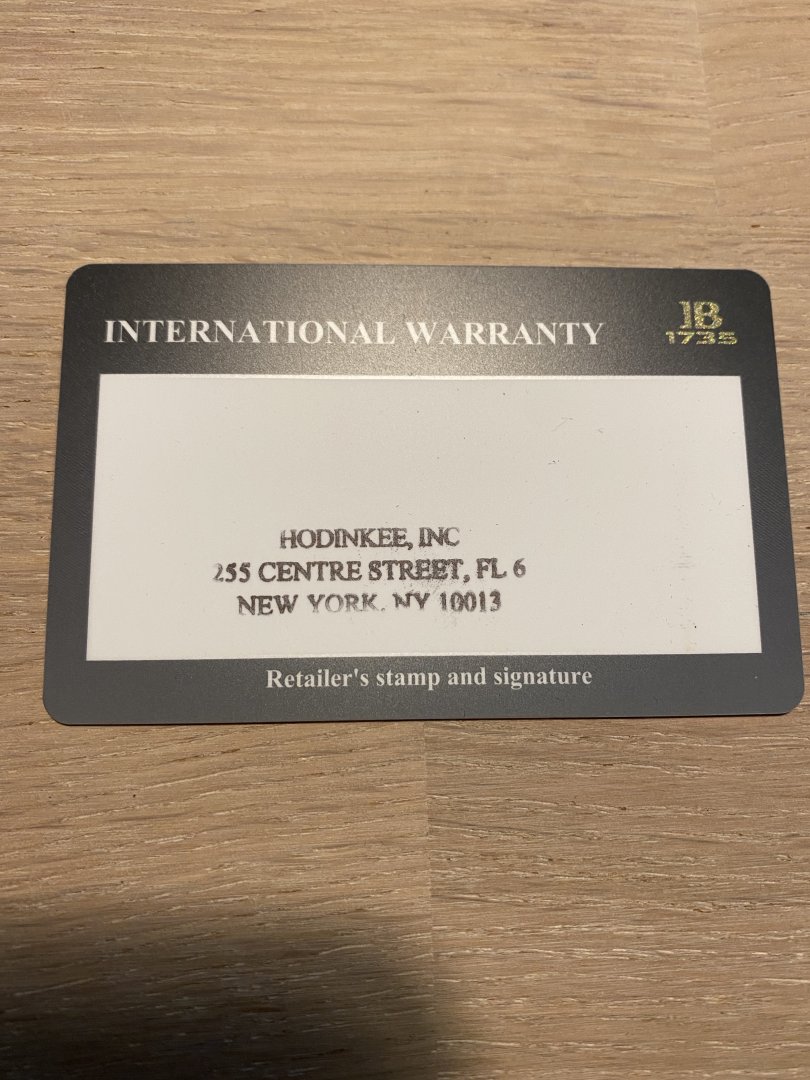 INTERNATIONAL WARRANTY
JB
1735
HODINKEE, INC
255 CENTRE STREET, FL 6
NEW YORK, NY 10013
Retailer's stamp and signature